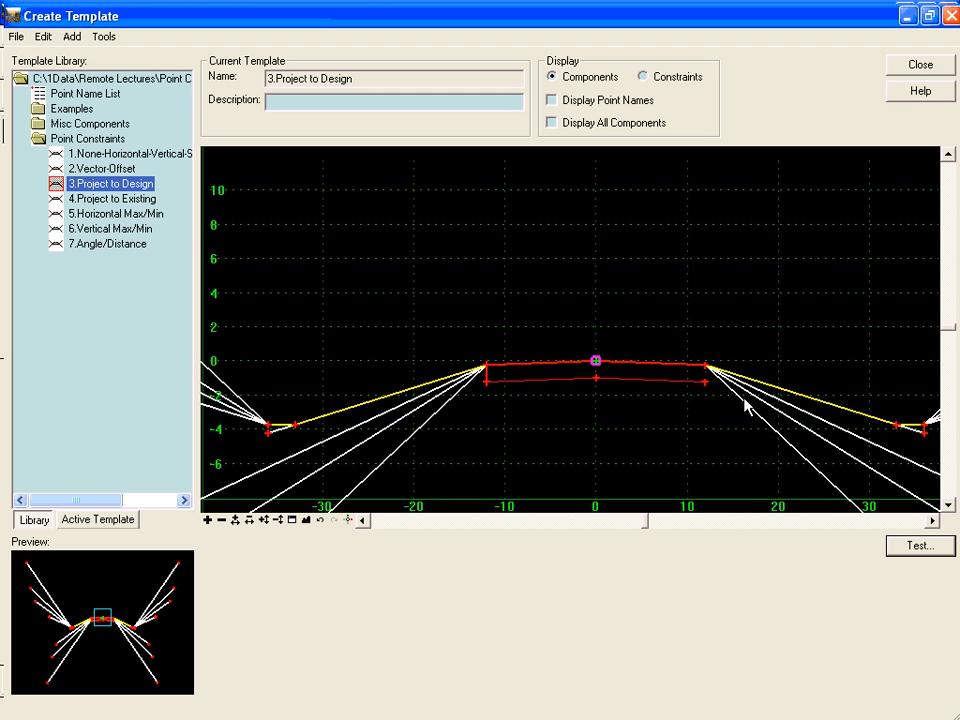 Create Template
File Edit Add Tools
Template Library:
C:\1Data\Remote Lectures\Point C
Point Name List
Examples
Misc Components
Point Constraints
1.None-Horizontal-Vertical-S
2.Vector-Offset
3.Project to Design
4.Project to Existing
5.Horizontal Max/Min
6.Vertical Max/Min
7.Angle/Distance
Library Active Template
Preview:
Current Template
Name: 3.Project to Design
Description:
Display
Components Constraints
Display Point Names
Display All Components
Close
Help
10
8
6
4
2
0
-2
-4
-6
-30 -20 -10 0 10 20 30
Test...